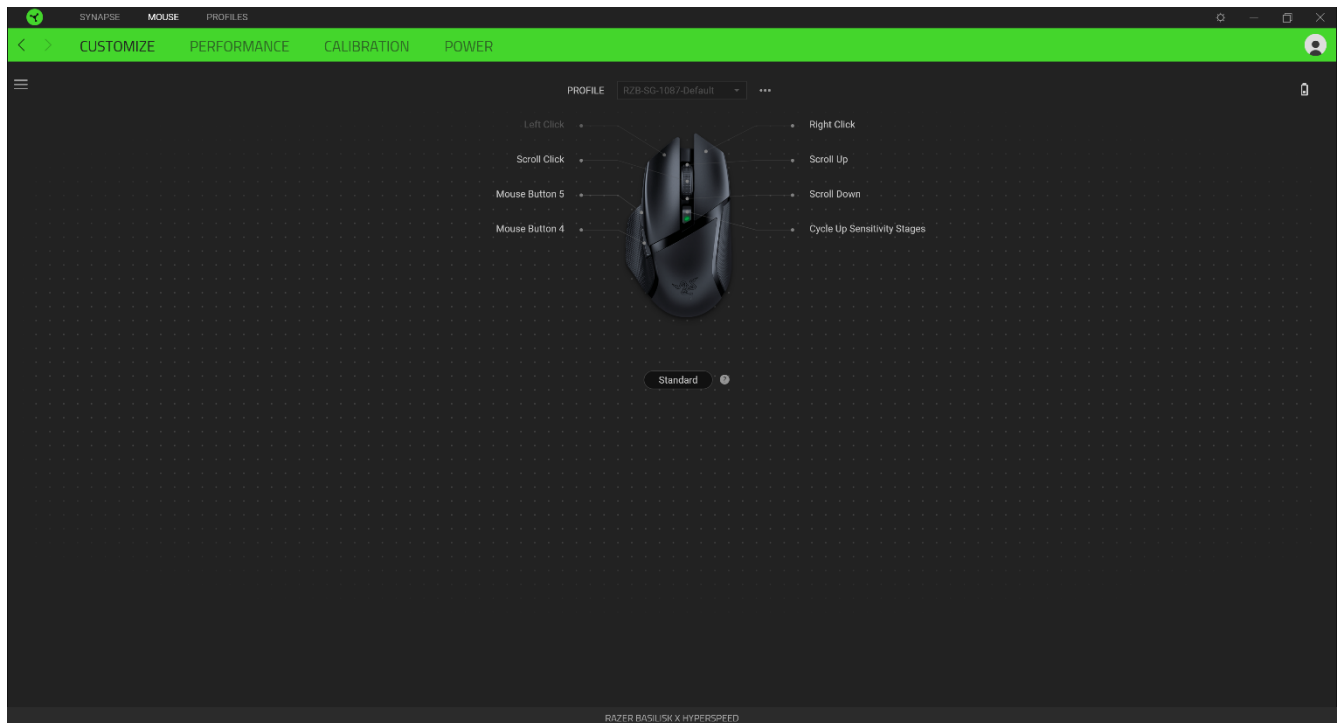 SYNAPSE MOUSE PROFILES
CUSTOMIZE PERFORMANCE CALIBRATION POWER
PROFILE RZB-SG-1087-Default
Left Click Right Click
Scroll Click Scroll Up
Mouse Button 5 Scroll Down
Mouse Button 4 Cycle Up Sensitivity Stages
Standard ?
RAZER BASILISK X HYPERSPEED